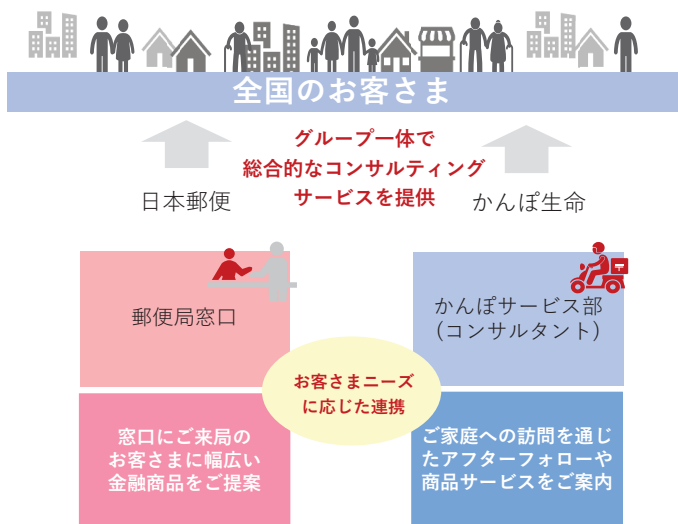 全国のお客さま
グループ一体で
総合的なコンサルティング
サービスを提供
日本郵便
かんぽ生命
郵便局窓口
かんぽサービス部
(コンサルタント)
お客さまニーズ
に応じた連携
窓口にご来局の
お客さまに幅広い
金融商品をご提案
ご家庭への訪問を通じ
たアフターフォローや
商品サービスをご案内